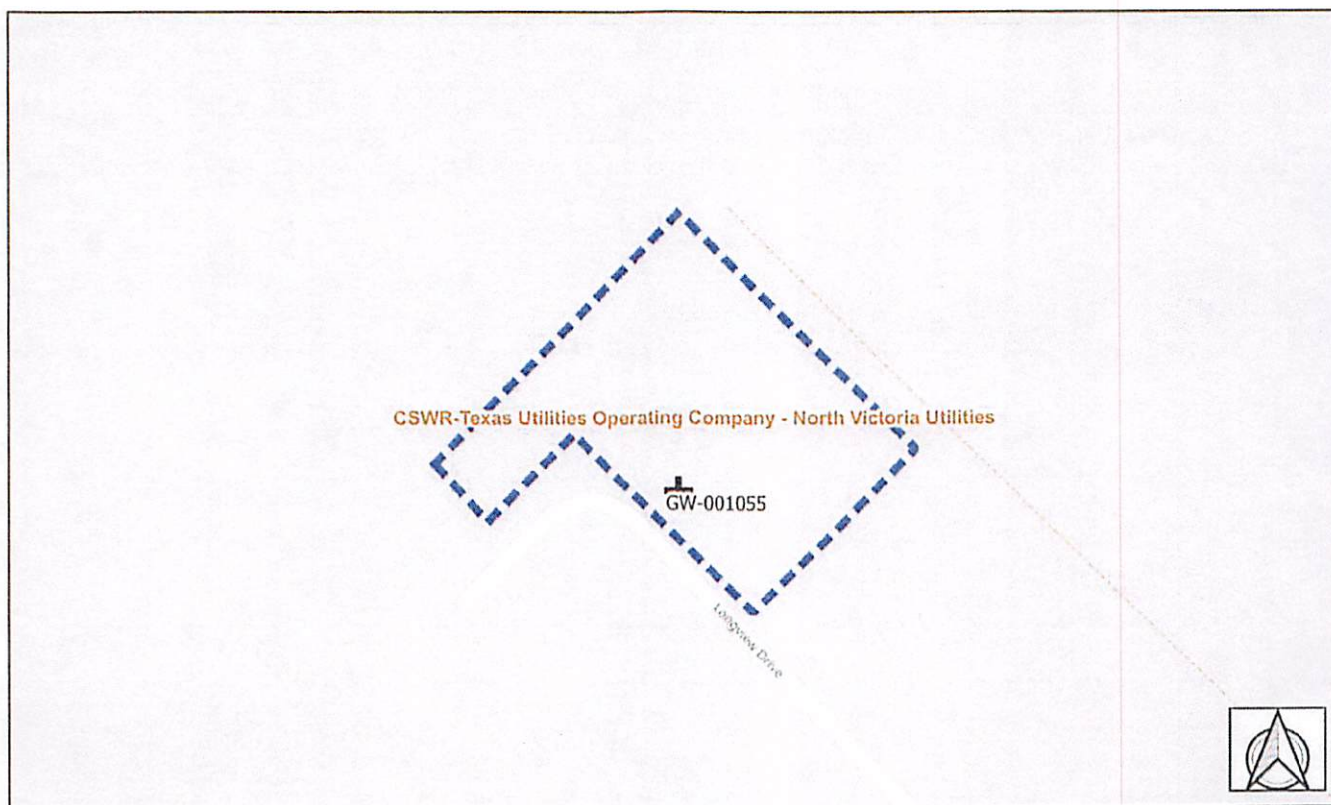 CSWR-Texas Utilities Operating Company - North Victoria Utilities
GW-001055
Longview Drive